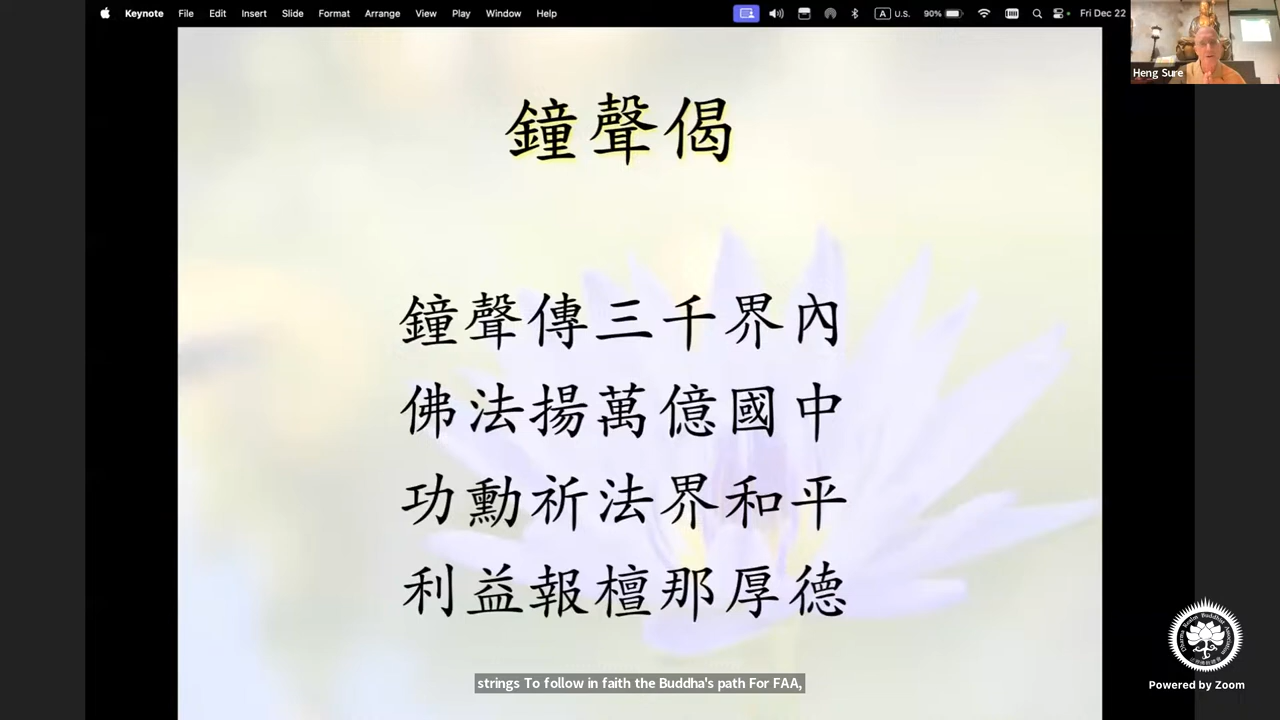 Keynote File Edit Insert Slide Format Arrange View Play Window Help
A U.S. 90% Fri Dec 22
Heng Sure
鐘聲偈
鐘聲傳三千界內
佛法揚萬億國中
功勳祈法界和平
利益報檀那厚德
strings To follow in faith the Buddha's path For FAA,
Powered by Zoom